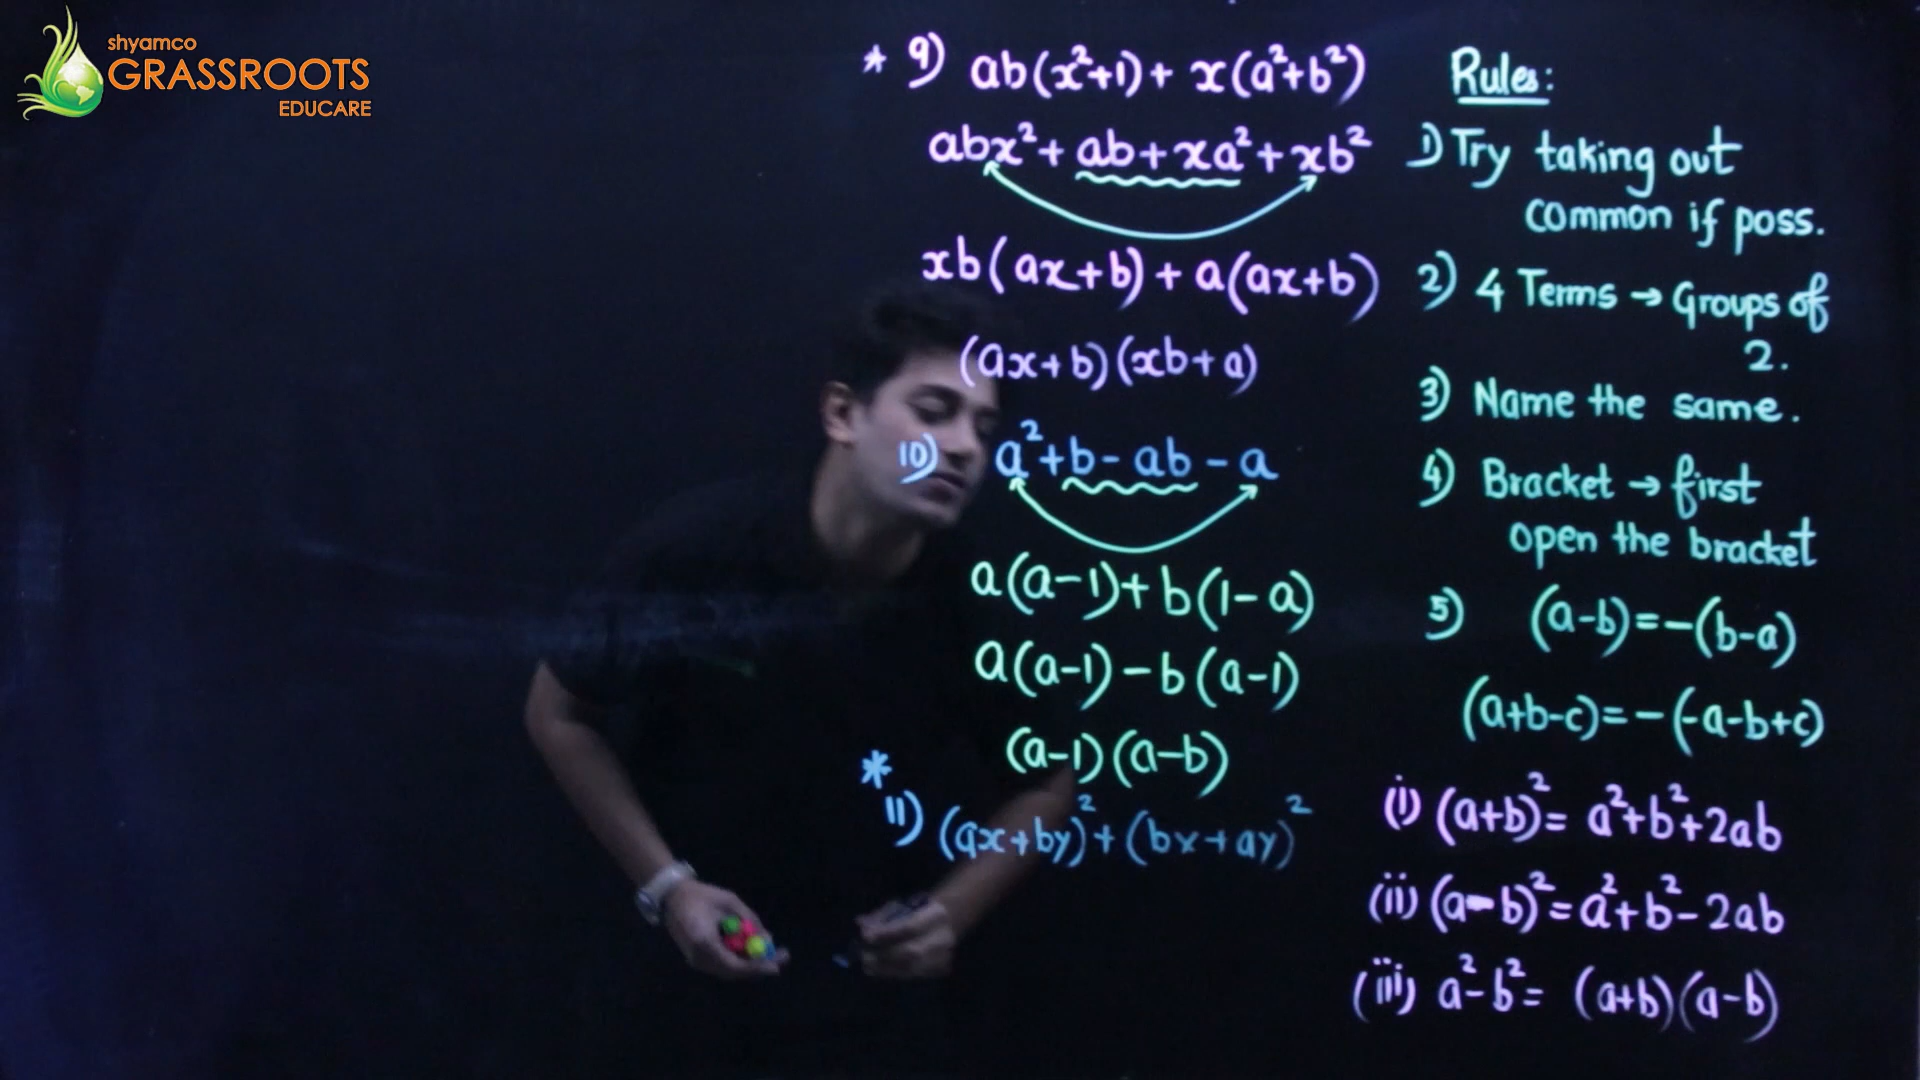 shyamco
GRASSROOTS
EDUCARE
* 9) ab(x²+1) + x(a²+b²)
abx² + ab + xa² + xb²
xb(ax+b) + a(ax+b)
(ax+b)(xb+a)
10) a²+b-ab-a
a(a-1)+b(1-a)
a(a-1)-b(a-1)
(a-1)(a-b)
*
11) (ax+by)²+(bx+ay)²
Rules:
1) Try taking out
common if poss.
2) 4 Terms → Groups of
2.
3) Name the same.
4) Bracket → first
open the bracket
5) (a-b)=-(b-a)
(a+b-c)=-(-a-b+c)
(i) (a+b)²= a²+b²+2ab
(ii) (a-b)²=a²+b²-2ab
(iii) a²-b²= (a+b)(a-b)